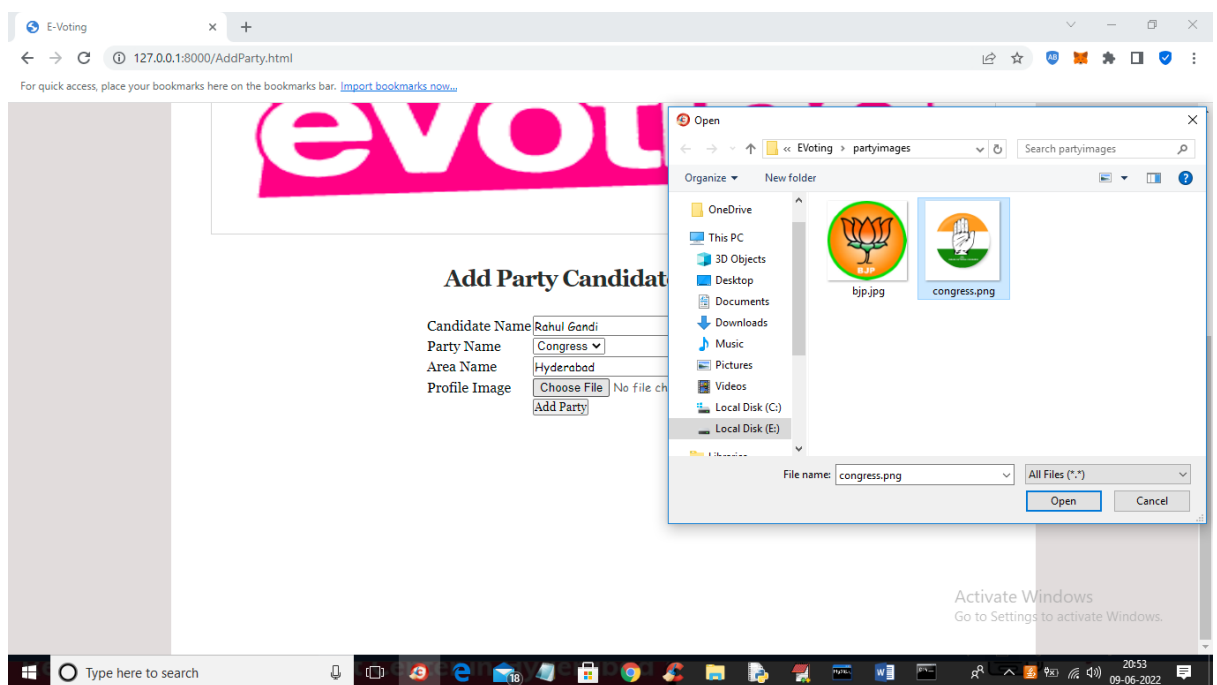 E-Voting
127.0.0.1:8000/AddParty.html
For quick access, place your bookmarks here on the bookmarks bar. Import bookmarks now...
Open
« EVoting › partyimages
Search partyimages
Organize
New folder
OneDrive
This PC
3D Objects
Desktop
Documents
Downloads
Music
Pictures
Videos
Local Disk (C:)
Local Disk (E:)
BJP
bjp.jpg
congress.png
File name: congress.png
All Files (*.*)
Open
Cancel
Add Party Candidat
Candidate Name Rahul Gandi
Party Name Congress
Area Name Hyderabad
Profile Image Choose File No file ch
Add Party
Activate Windows
Go to Settings to activate Windows.
Type here to search
18
20:53
09-06-2022